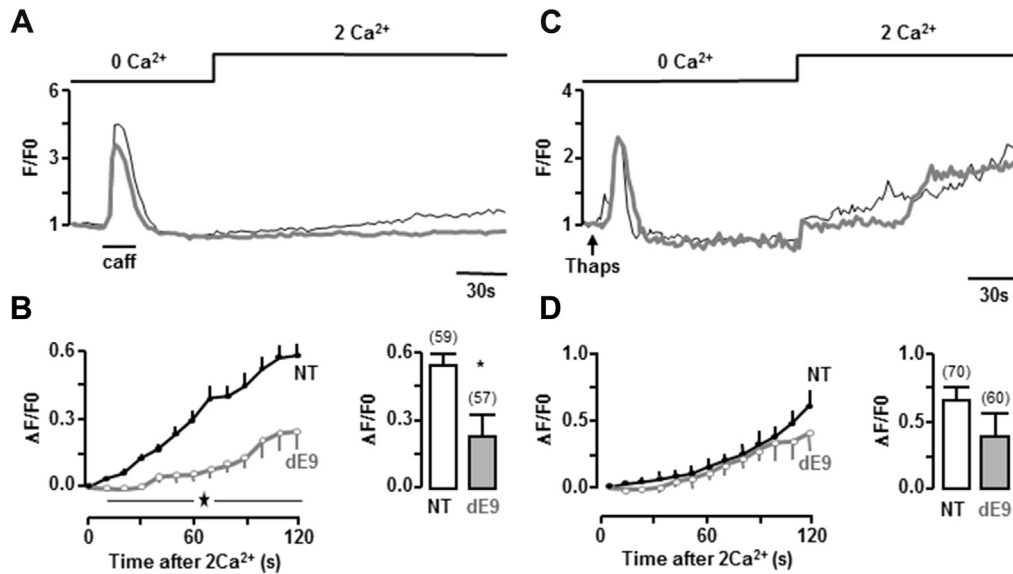 A
2 Ca²⁺
0 Ca²⁺
6
3
1
F/F0
caff
30s
C
2 Ca²⁺
0 Ca²⁺
4
2
1
F/F0
Thaps
30s
B
0.6
0.3
0.0
ΔF/F0
NT
dE9
★
0 60 120
Time after 2Ca²⁺ (s)
0.6
0.3
0.0
ΔF/F0
(59)
*
(57)
NT dE9
D
1.0
0.5
0.0
ΔF/F0
NT
dE9
0 60 120
Time after 2Ca²⁺ (s)
1.0
0.5
0.0
ΔF/F0
(70)
(60)
NT dE9